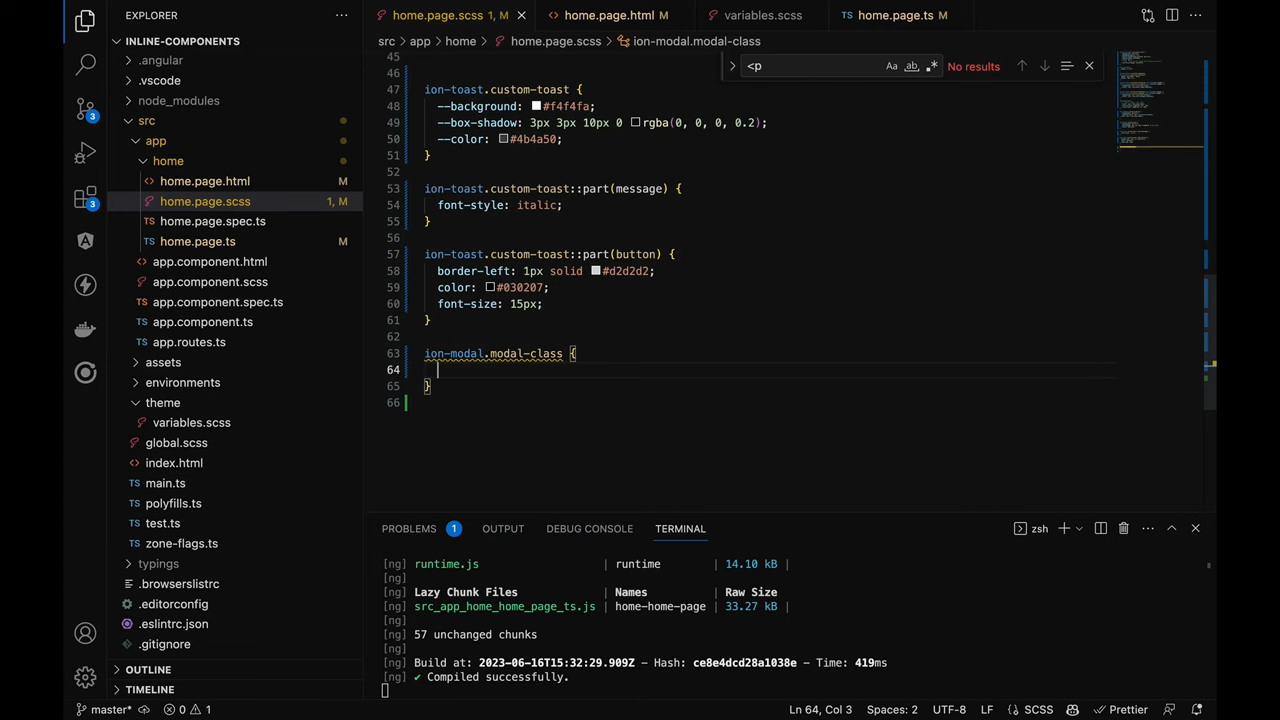 EXPLORER
INLINE-COMPONENTS
.angular
.vscode
node_modules
src
app
home
home.page.html M
home.page.scss 1, M
home.page.spec.ts
home.page.ts M
app.component.html
app.component.scss
app.component.spec.ts
app.component.ts
app.routes.ts
assets
environments
theme
variables.scss
global.scss
index.html
main.ts
polyfills.ts
test.ts
zone-flags.ts
typings
.browserslistrc
.editorconfig
.eslintrc.json
.gitignore
OUTLINE
TIMELINE
3
3
home.page.scss 1, M
home.page.html M
variables.scss
home.page.ts M
src > app > home > home.page.scss > ion-modal.modal-class
<p Aa ab .* No results
45
46
47 ion-toast.custom-toast {
48 --background: #f4f4fa;
49 --box-shadow: 3px 3px 10px 0 rgba(0, 0, 0, 0.2);
50 --color: #4b4a50;
51 }
52
53 ion-toast.custom-toast::part(message) {
54 font-style: italic;
55 }
56
57 ion-toast.custom-toast::part(button) {
58 border-left: 1px solid #d2d2d2;
59 color: #030207;
60 font-size: 15px;
61 }
62
63 ion-modal.modal-class {
64
65 }
66
PROBLEMS 1 OUTPUT DEBUG CONSOLE TERMINAL
zsh
[ng] runtime.js | runtime | 14.10 kB |
[ng]
[ng] Lazy Chunk Files | Names | Raw Size
[ng] src_app_home_home_page_ts.js | home-home-page | 33.27 kB |
[ng]
[ng] 57 unchanged chunks
[ng]
[ng] Build at: 2023-06-16T15:32:29.909Z - Hash: ce8e4dcd28a1038e - Time: 419ms
[ng] ✔ Compiled successfully.
master* 0 1
Ln 64, Col 3 Spaces: 2 UTF-8 LF {} SCSS Prettier